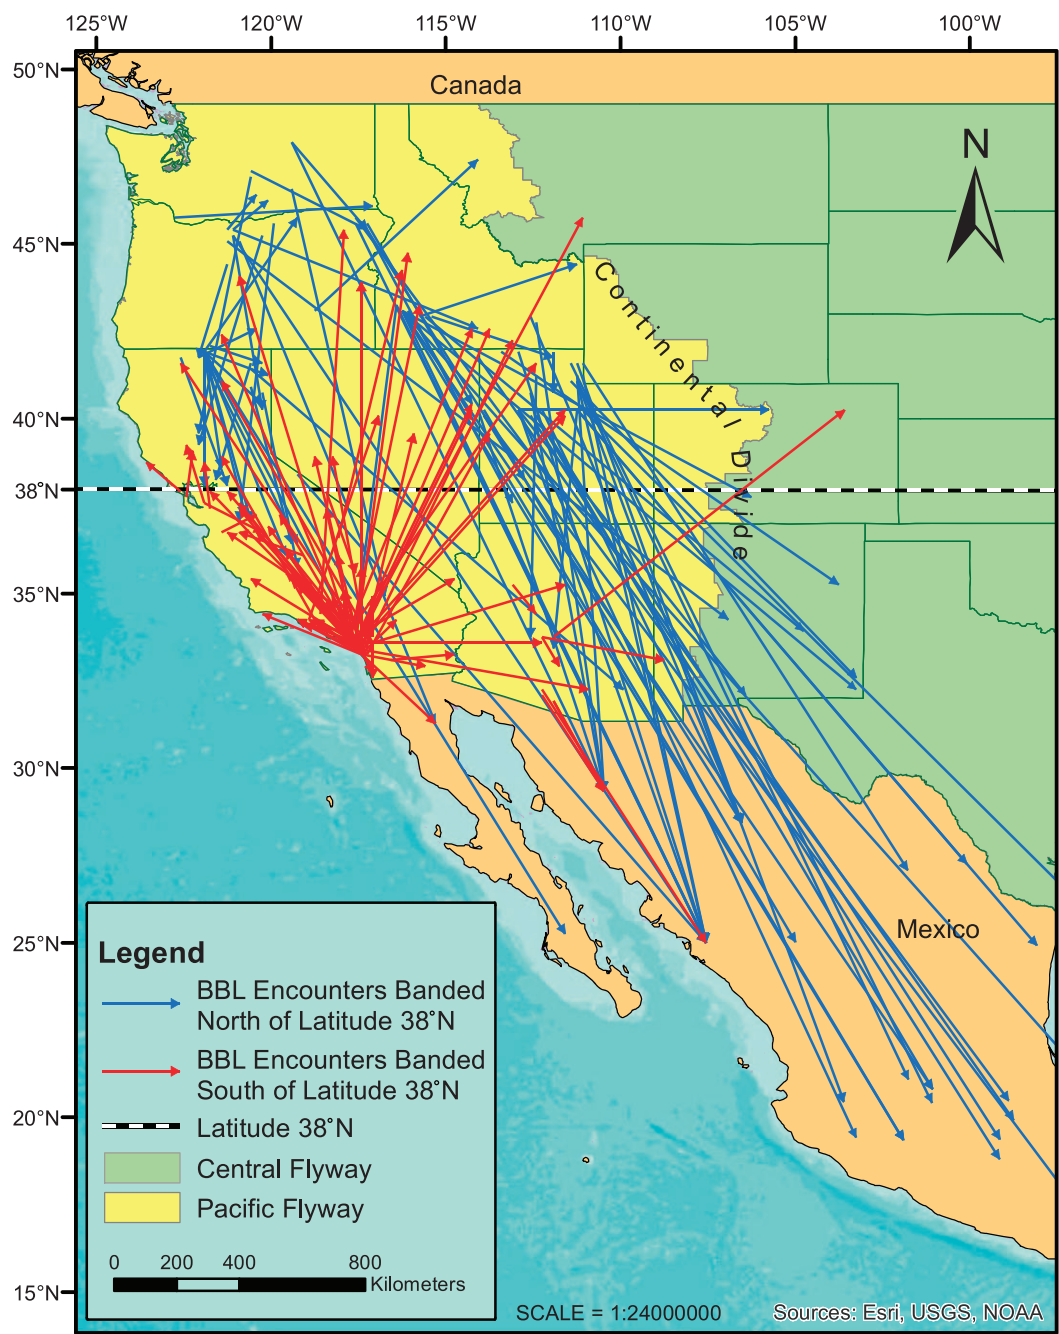 125°W 120°W 115°W 110°W 105°W 100°W
50°N
Canada
N
45°N
Continental Divide
40°N
38°N
35°N
30°N
25°N
Mexico
20°N
15°N
Legend
BBL Encounters Banded
North of Latitude 38°N
BBL Encounters Banded
South of Latitude 38°N
Latitude 38°N
Central Flyway
Pacific Flyway
0 200 400 800
Kilometers
SCALE = 1:24000000
Sources: Esri, USGS, NOAA